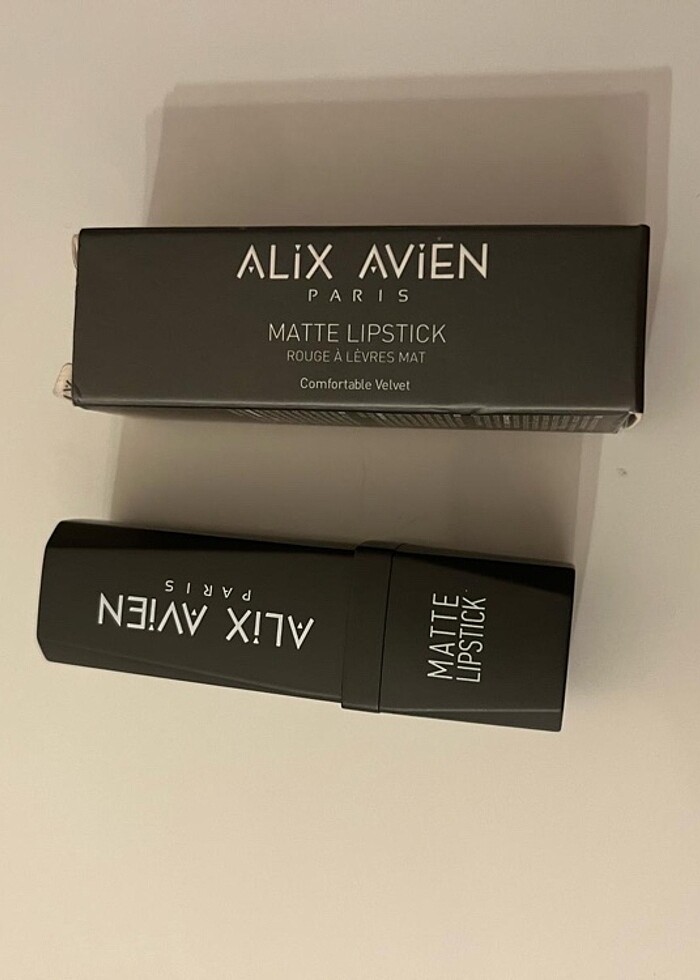 ALiX AViEN
PARIS
MATTE LIPSTICK
ROUGE À LÈVRES MAT
Comfortable Velvet
ALiX AViEN
PARIS
MATTE
LIPSTICK